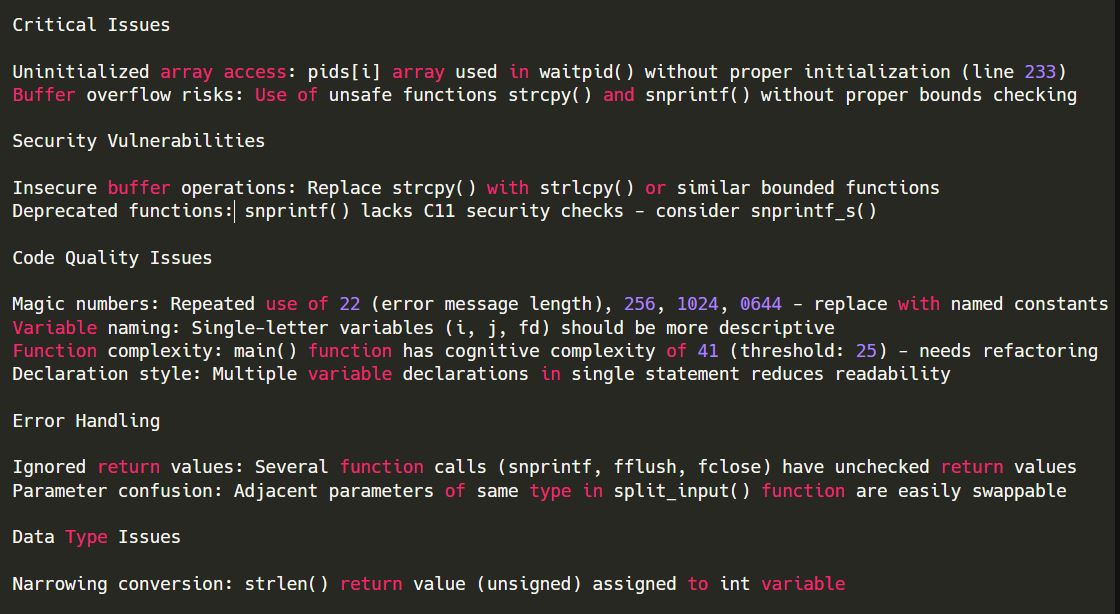 Critical Issues
Uninitialized array access: pids[i] array used in waitpid() without proper initialization (line 233)
Buffer overflow risks: Use of unsafe functions strcpy() and snprintf() without proper bounds checking
Security Vulnerabilities
Insecure buffer operations: Replace strcpy() with strlcpy() or similar bounded functions
Deprecated functions: snprintf() lacks C11 security checks – consider snprintf_s()
Code Quality Issues
Magic numbers: Repeated use of 22 (error message length), 256, 1024, 0644 – replace with named constants
Variable naming: Single-letter variables (i, j, fd) should be more descriptive
Function complexity: main() function has cognitive complexity of 41 (threshold: 25) – needs refactoring
Declaration style: Multiple variable declarations in single statement reduces readability
Error Handling
Ignored return values: Several function calls (snprintf, fflush, fclose) have unchecked return values
Parameter confusion: Adjacent parameters of same type in split_input() function are easily swappable
Data Type Issues
Narrowing conversion: strlen() return value (unsigned) assigned to int variable